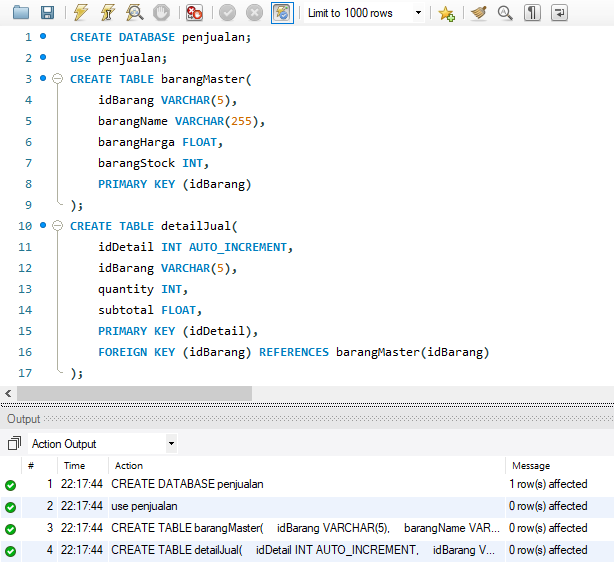 Limit to 1000 rows
1 CREATE DATABASE penjualan;
2 use penjualan;
3 CREATE TABLE barangMaster(
4 idBarang VARCHAR(5),
5 barangName VARCHAR(255),
6 barangHarga FLOAT,
7 barangStock INT,
8 PRIMARY KEY (idBarang)
9 );
10 CREATE TABLE detailJual(
11 idDetail INT AUTO_INCREMENT,
12 idBarang VARCHAR(5),
13 quantity INT,
14 subtotal FLOAT,
15 PRIMARY KEY (idDetail),
16 FOREIGN KEY (idBarang) REFERENCES barangMaster(idBarang)
17 );
Output
Action Output
# Time Action Message
1 22:17:44 CREATE DATABASE penjualan 1 row(s) affected
2 22:17:44 use penjualan 0 row(s) affected
3 22:17:44 CREATE TABLE barangMaster( idBarang VARCHAR(5), barangName VAR... 0 row(s) affected
4 22:17:44 CREATE TABLE detailJual( idDetail INT AUTO_INCREMENT, idBarang V... 0 row(s) affected